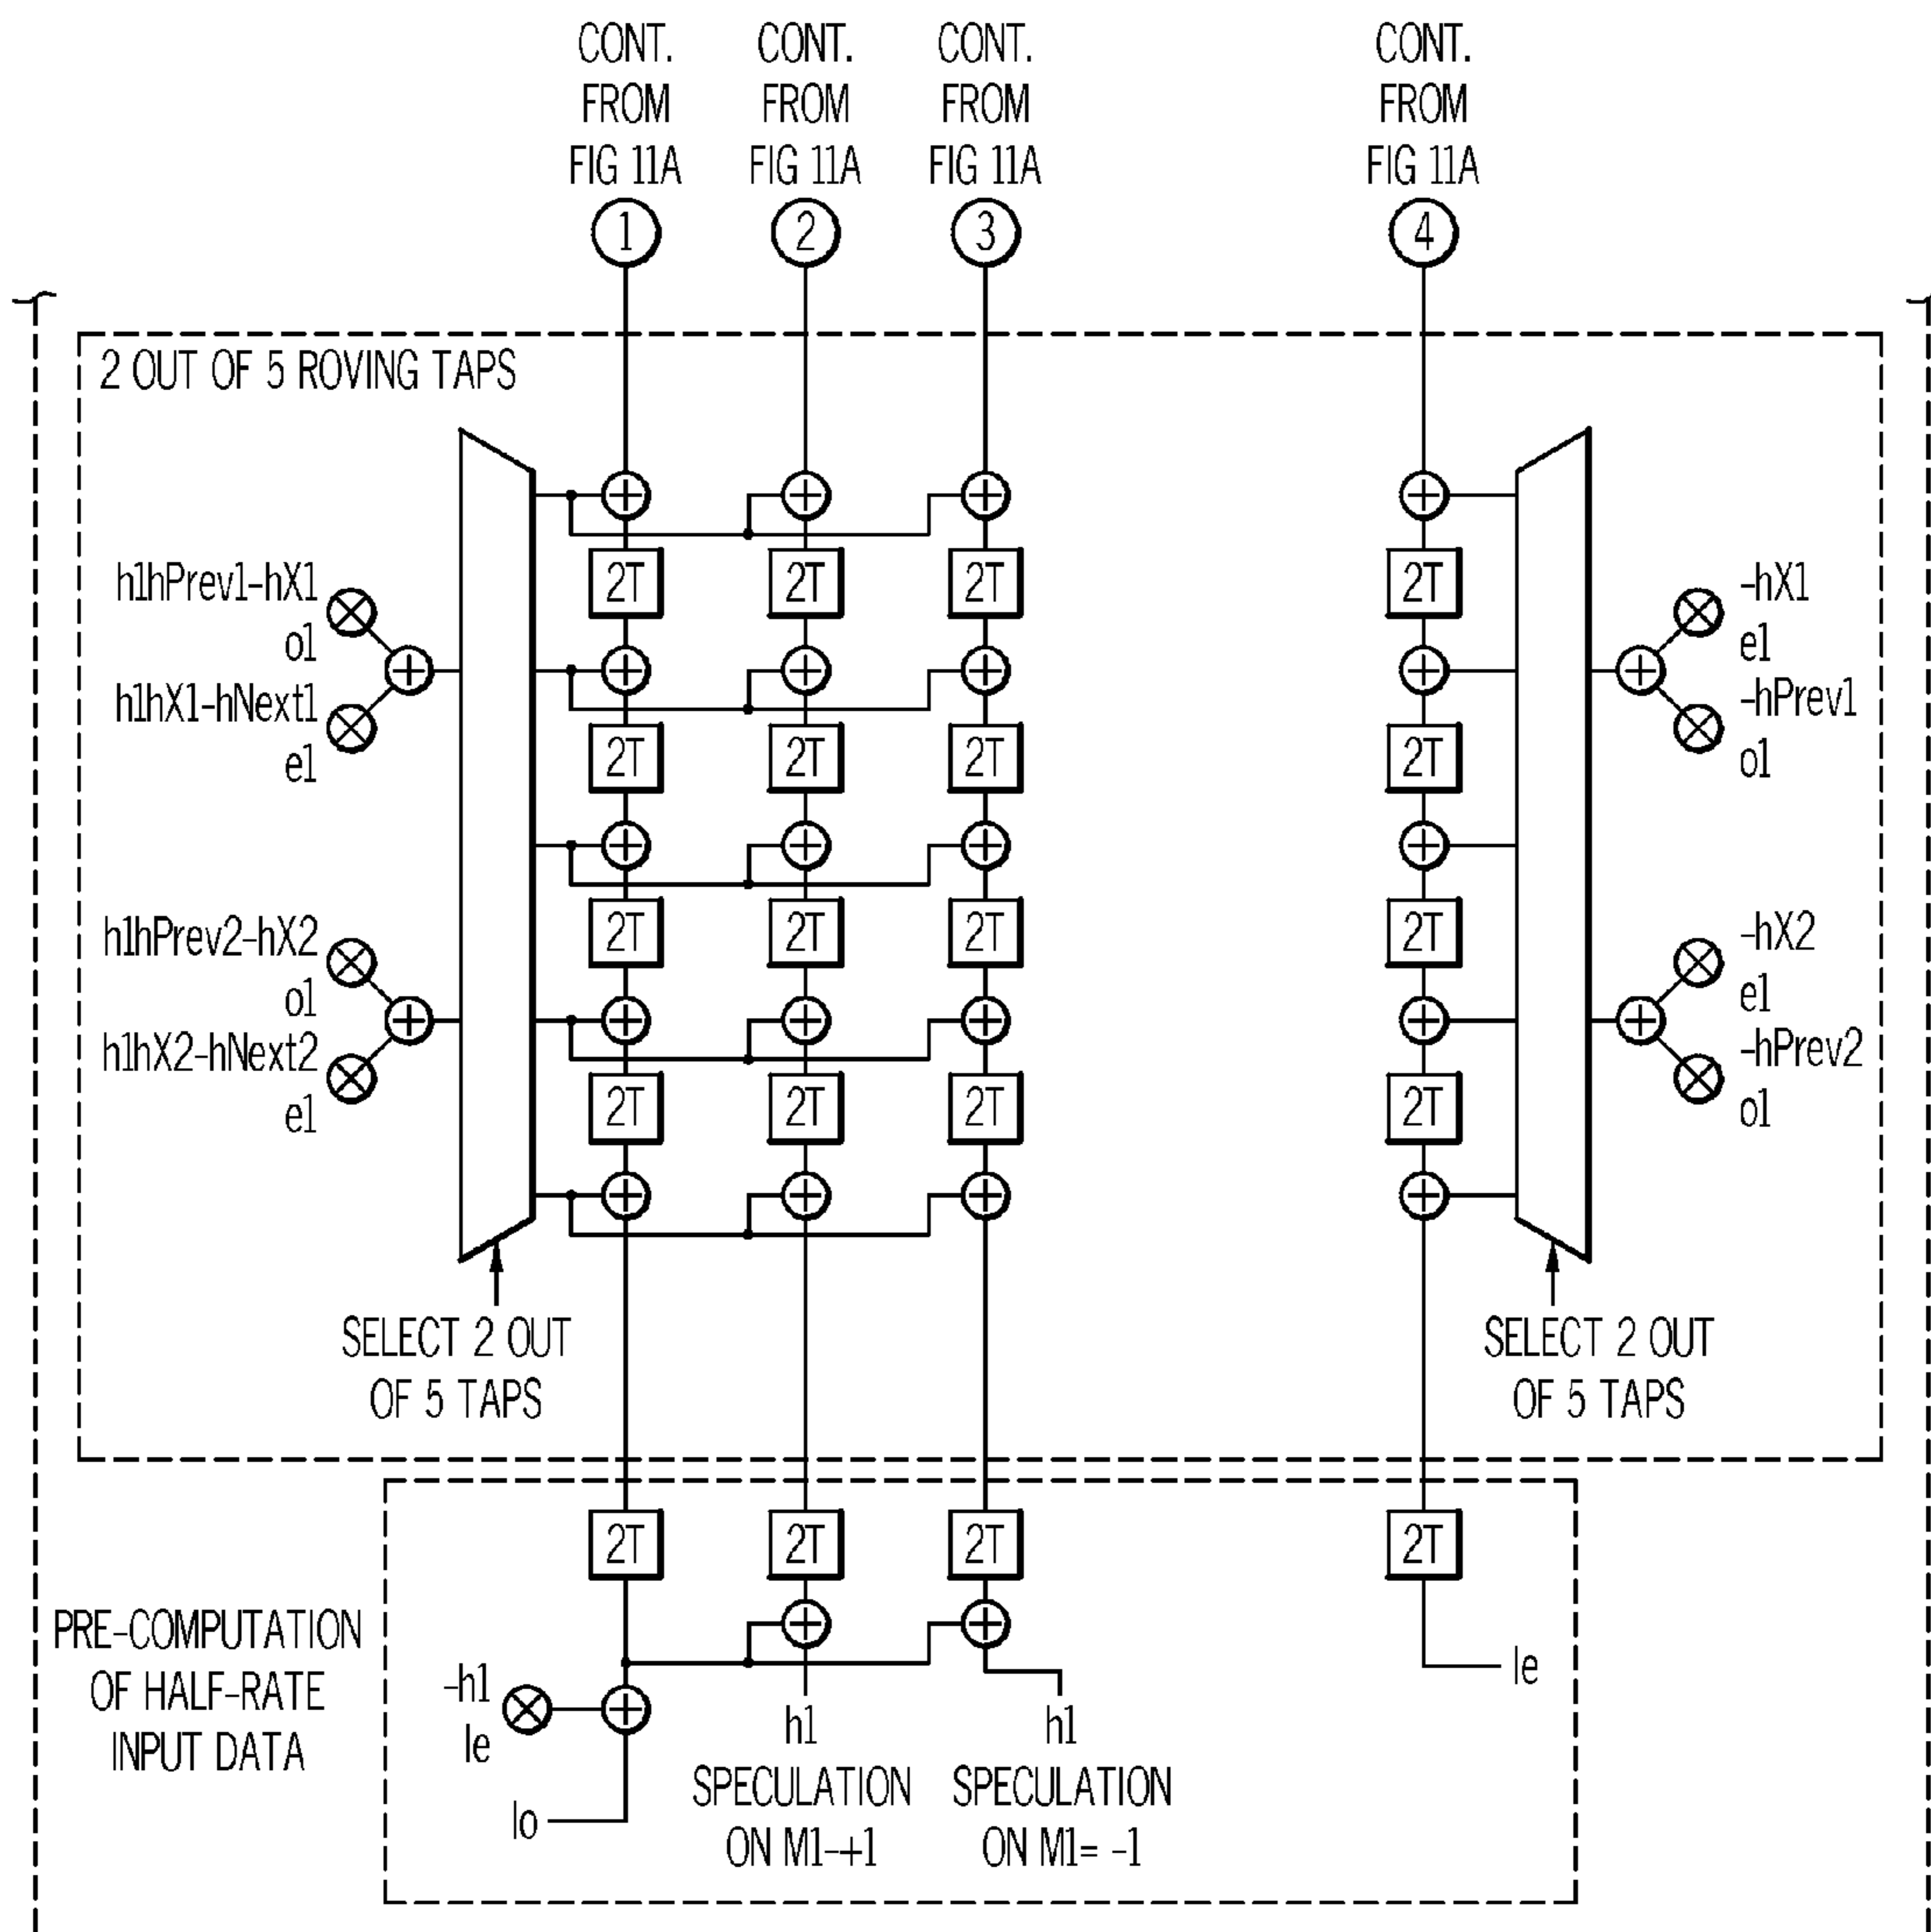 CONT.
FROM
FIG 11A
1
CONT.
FROM
FIG 11A
2
CONT.
FROM
FIG 11A
3
CONT.
FROM
FIG 11A
4
2 OUT OF 5 ROVING TAPS
2T 2T 2T 2T
h1hPrev1-hX1
o1
h1hX1-hNext1
e1
-hX1
e1
-hPrev1
o1
2T 2T 2T 2T
2T 2T 2T 2T
h1hPrev2-hX2
o1
h1hX2-hNext2
e1
-hX2
e1
-hPrev2
o1
2T 2T 2T 2T
SELECT 2 OUT
OF 5 TAPS
SELECT 2 OUT
OF 5 TAPS
2T 2T 2T 2T
PRE-COMPUTATION
OF HALF-RATE
INPUT DATA
-h1
Ie
Io
h1
SPECULATION
ON M1-+1
h1
SPECULATION
ON M1= -1
Ie